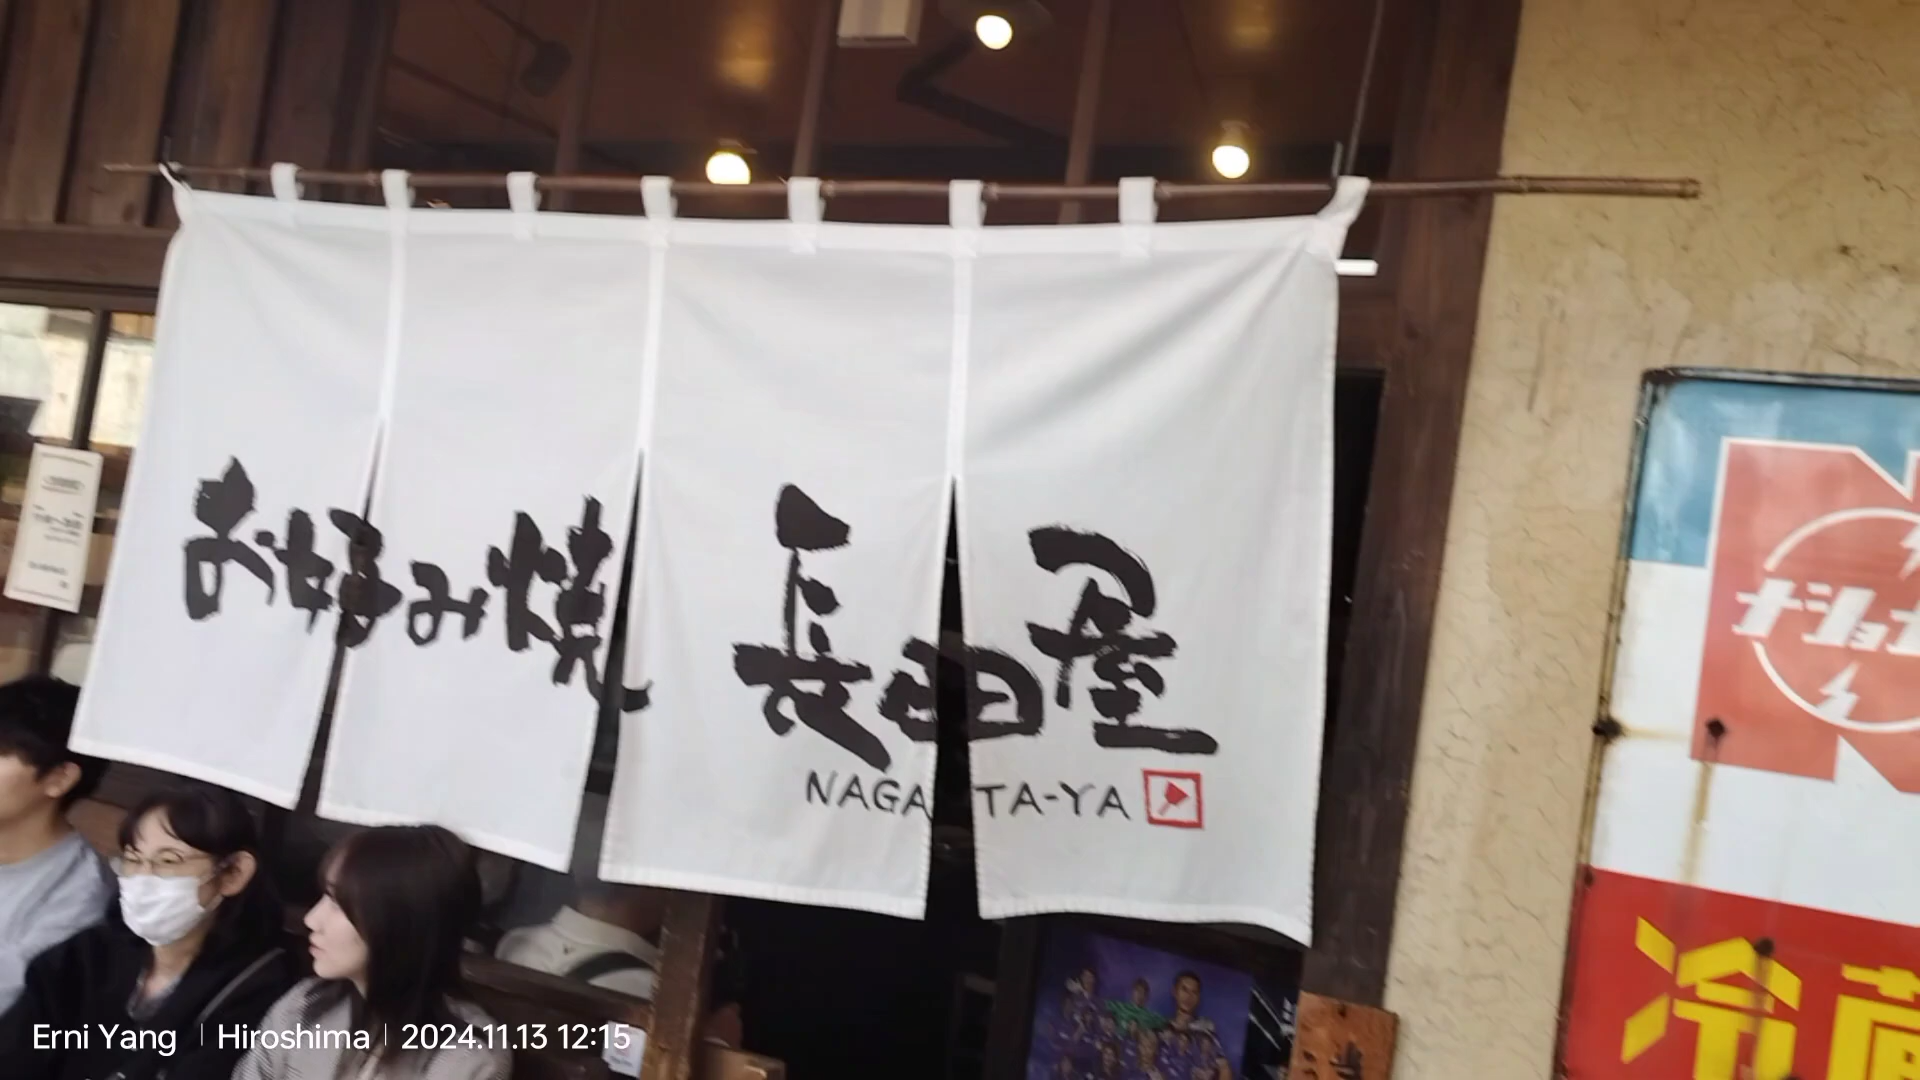 お好み焼 長田屋
NAGATA-YA
ナショナ
冷蔵
Erni Yang | Hiroshima | 2024.11.13 12:15